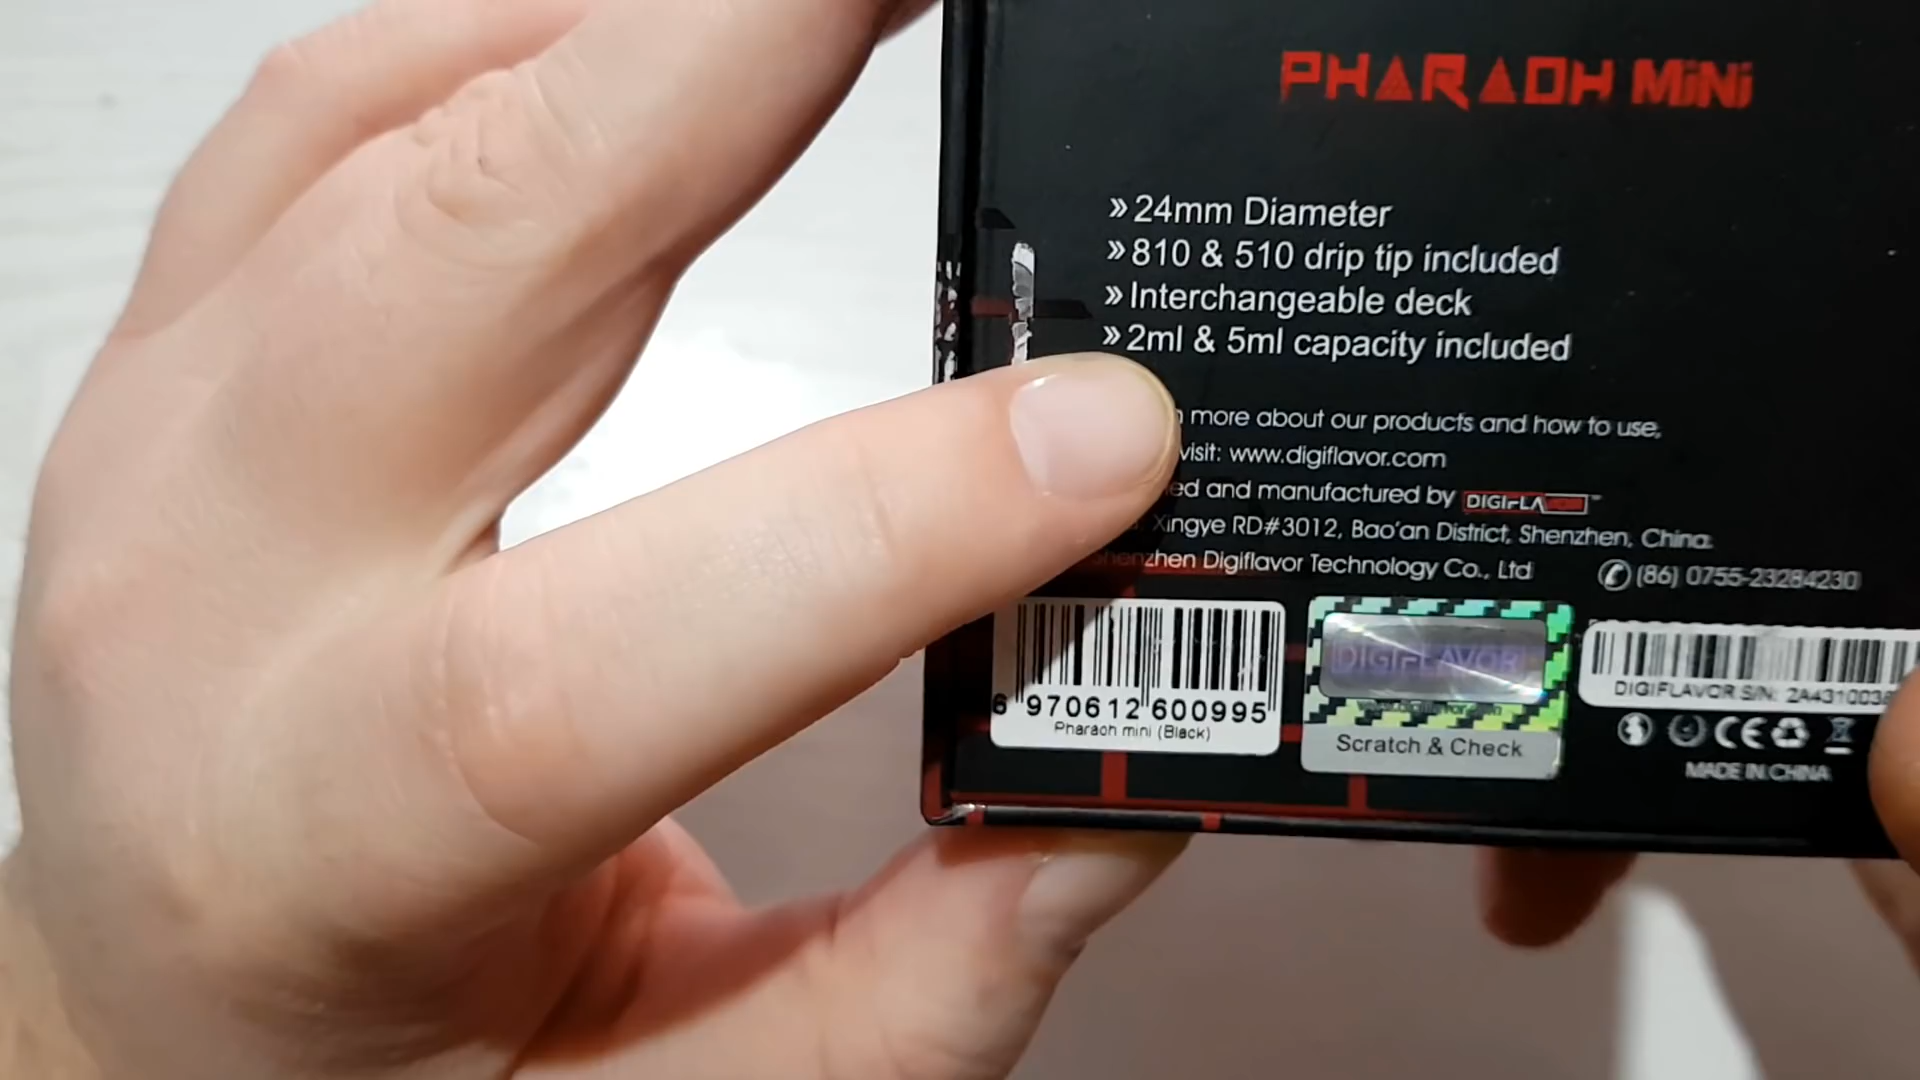 PHARAOH MiNi
»24mm Diameter
»810 & 510 drip tip included
»Interchangeable deck
»2ml & 5ml capacity included
more about our products and how to use,
visit: www.digiflavor.com
and manufactured by DIGIFLAVOR
Xingye RD#3012, Bao'an District, Shenzhen, China.
Shenzhen Digiflavor Technology Co., Ltd
(86) 0755-23284230
6 970612 600995
Pharaoh mini (Black)
DIGIFLAVOR
Scratch & Check
DIGIFLAVOR S/N:
CE
MADE IN CHINA